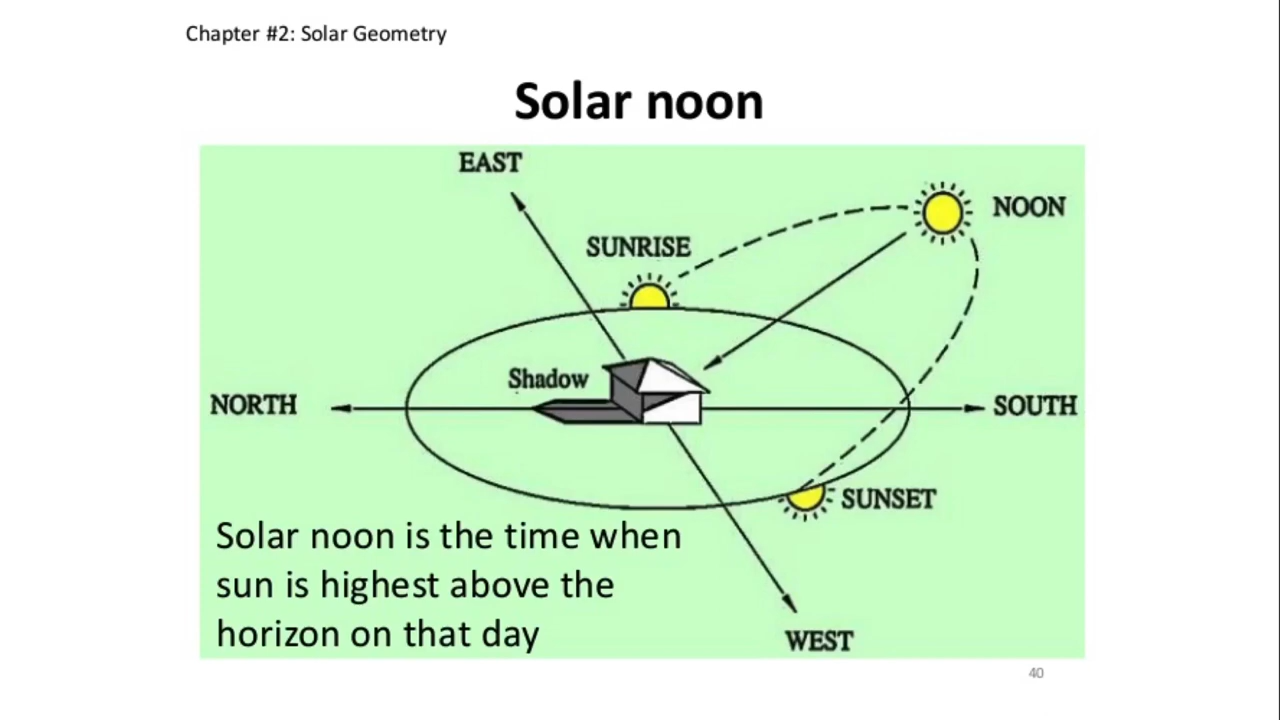 Chapter #2: Solar Geometry
Solar noon
EAST
NOON
SUNRISE
Shadow
NORTH
SOUTH
SUNSET
Solar noon is the time when
sun is highest above the
horizon on that day
WEST
40